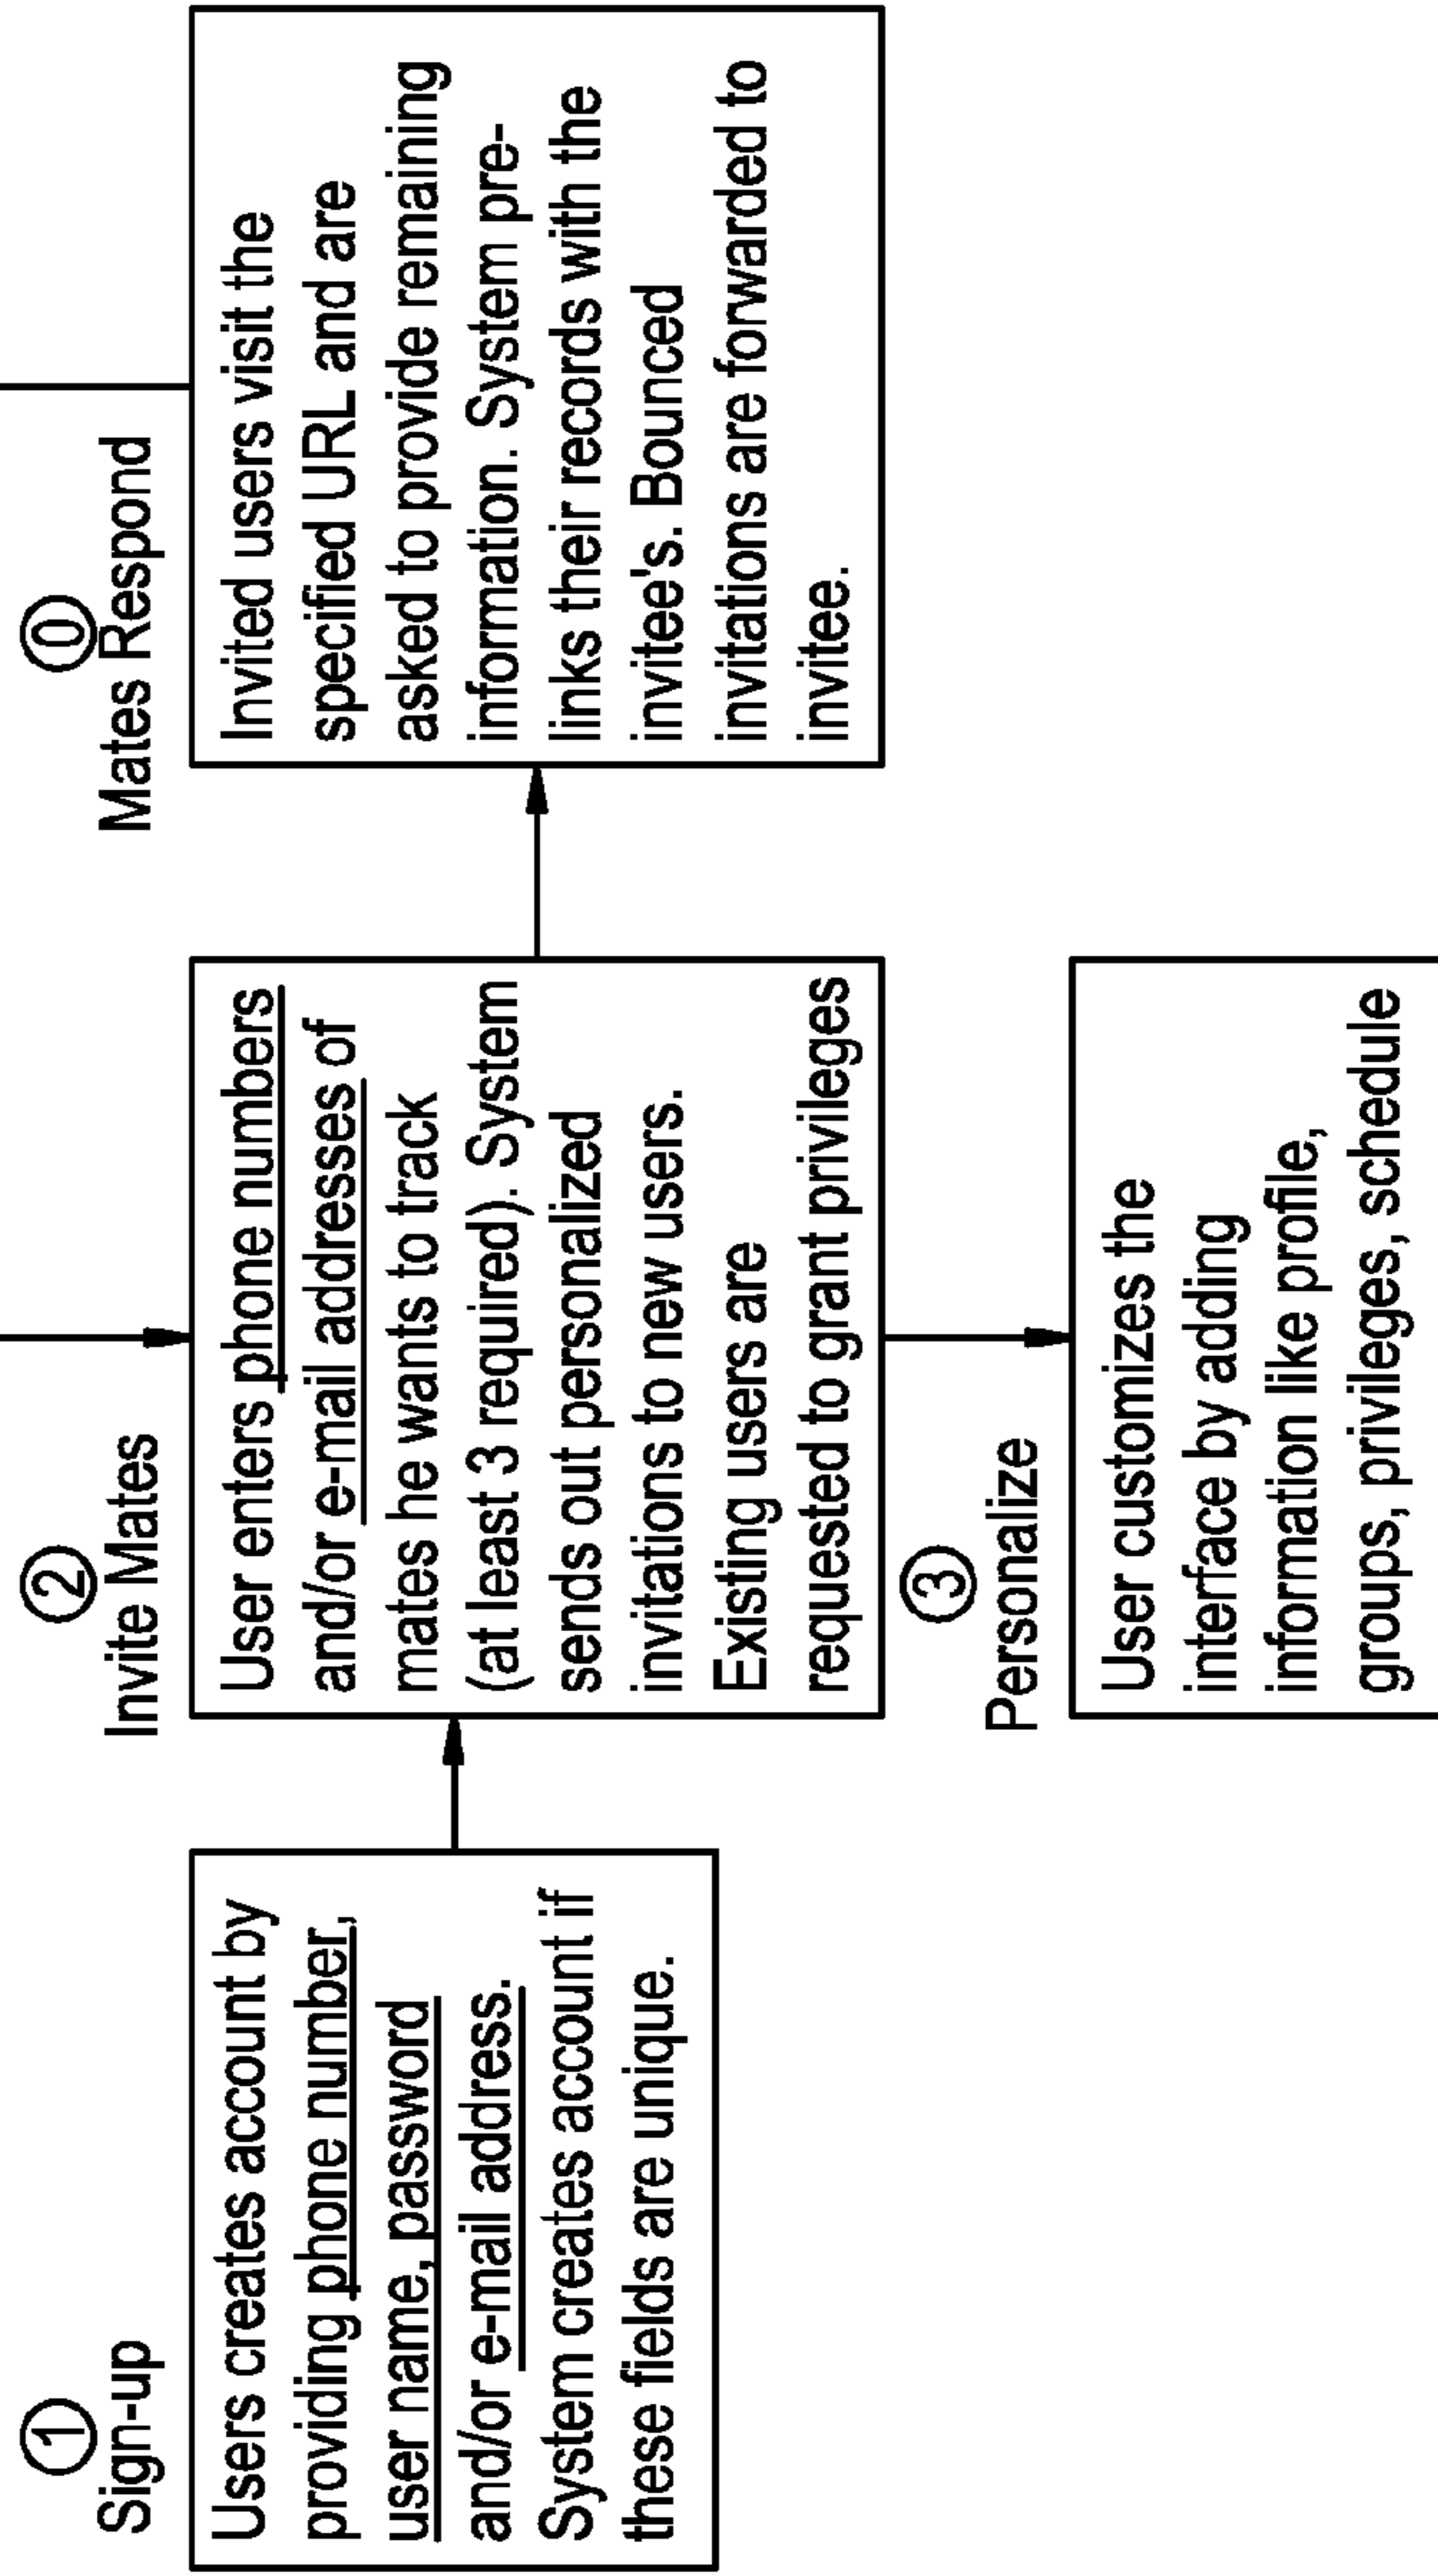 ①
Sign-up
Users creates account by
providing phone number,
user name, password
and/or e-mail address.
System creates account if
these fields are unique.
②
Invite Mates
User enters phone numbers
and/or e-mail addresses of
mates he wants to track
(at least 3 required). System
sends out personalized
invitations to new users.
Existing users are
requested to grant privileges
⓪
Mates Respond
Invited users visit the
specified URL and are
asked to provide remaining
information. System pre-
links their records with the
invitee's. Bounced
invitations are forwarded to
invitee.
③
Personalize
User customizes the
interface by adding
information like profile,
groups, privileges, schedule